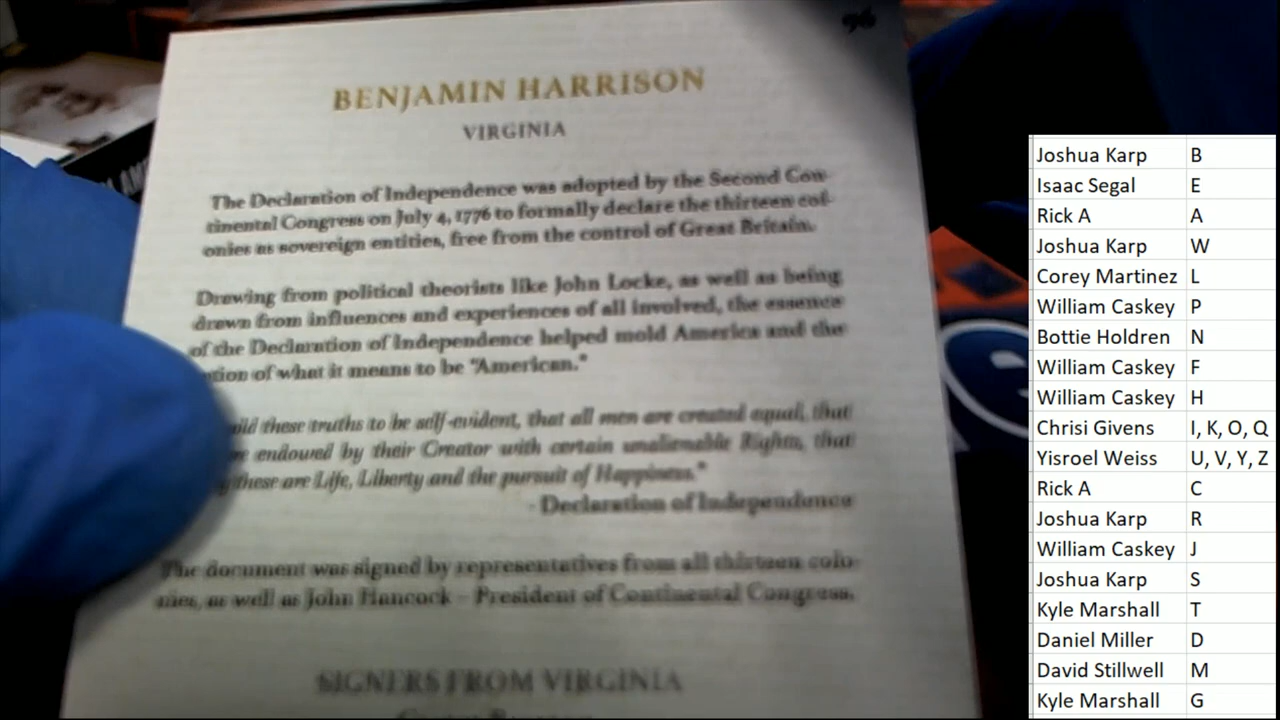 96
BENJAMIN HARRISON
VIRGINIA
The Declaration of Independence was adopted by the Second Con-
tinental Congress on July 4, 1776 to formally declare the thirteen col-
onies as sovereign entities, free from the control of Great Britain.
Drawing from political theorists like John Locke, as well as being
drawn from influences and experiences of all involved, the essence
of the Declaration of Independence helped mold America and the
of what it means to be "American."
these truths to be self-evident, that all men are created equal, that
endowed by their Creator with certain unalienable Rights, that
these are Life, Liberty and the pursuit of Happiness."
- Declaration of Independence
The document was signed by representatives from all thirteen colo-
nies, as well as John Hancock – President of Continental Congress.
SIGNERS FROM VIRGINIA
Joshua Karp B
Isaac Segal E
Rick A A
Joshua Karp W
Corey Martinez L
William Caskey P
Bottie Holdren N
William Caskey F
William Caskey H
Chrisi Givens I, K, O, Q
Yisroel Weiss U, V, Y, Z
Rick A C
Joshua Karp R
William Caskey J
Joshua Karp S
Kyle Marshall T
Daniel Miller D
David Stillwell M
Kyle Marshall G